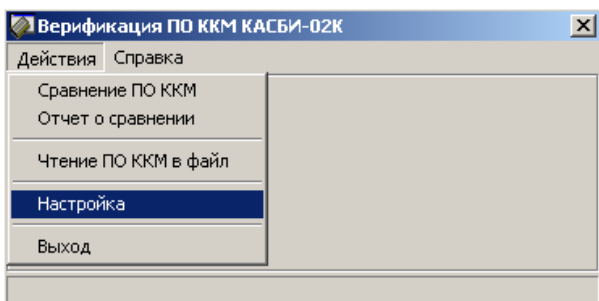 Верификация ПО ККМ КАСБИ-02К
Действия Справка
Сравнение ПО ККМ
Отчет о сравнении
Чтение ПО ККМ в файл
Настройка
Выход